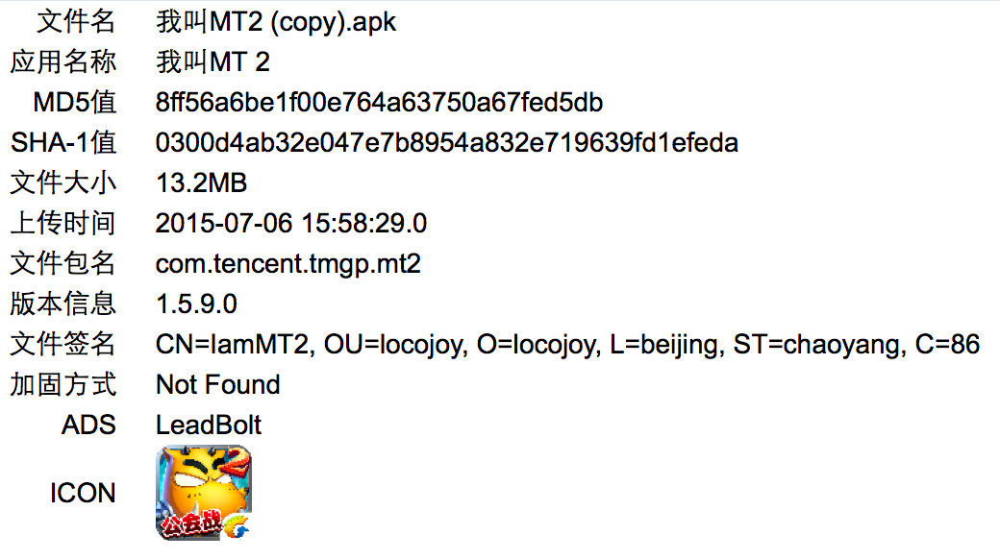 文件名 我叫MT2 (copy).apk
应用名称 我叫MT 2
MD5值 8ff56a6be1f00e764a63750a67fed5db
SHA-1值 0300d4ab32e047e7b8954a832e719639fd1efeda
文件大小 13.2MB
上传时间 2015-07-06 15:58:29.0
文件包名 com.tencent.tmgp.mt2
版本信息 1.5.9.0
文件签名 CN=IamMT2, OU=locojoy, O=locojoy, L=beijing, ST=chaoyang, C=86
加固方式 Not Found
ADS LeadBolt
2
ICON
公会战